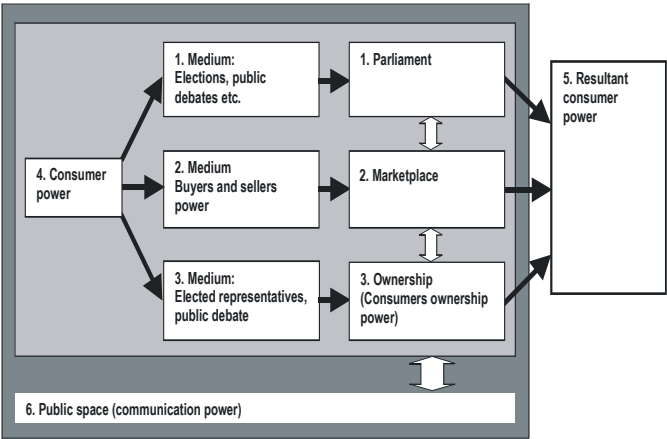 1. Medium:
Elections, public
debates etc.
1. Parliament
5. Resultant
consumer
power
4. Consumer
power
2. Medium
Buyers and sellers
power
2. Marketplace
3. Medium:
Elected representatives,
public debate
3. Ownership
(Consumers ownership
power)
6. Public space (communication power)